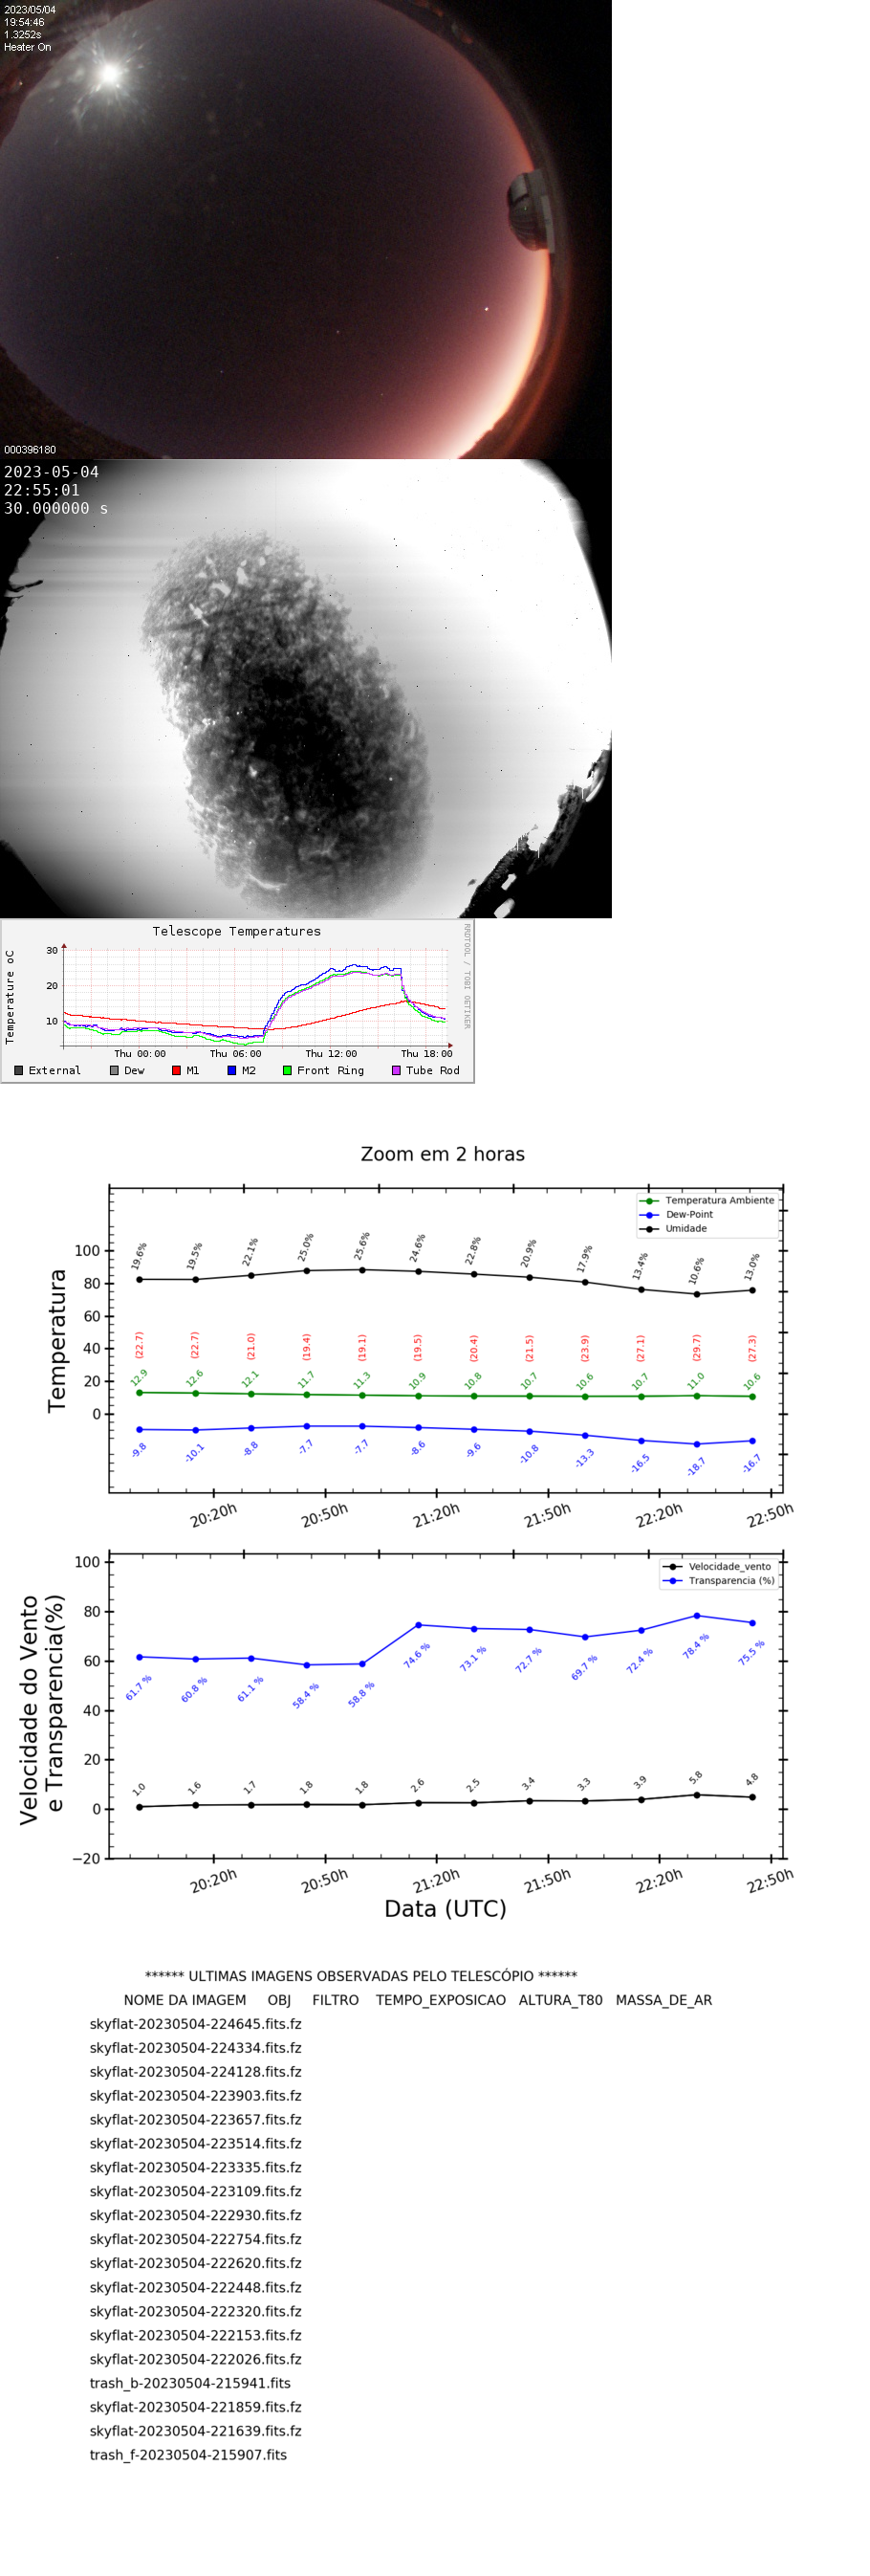 2023/05/04
19:54:46
1.3252s
Heater On
000396180
2023-05-04
22:55:01
30.000000 s
Telescope Temperatures
RRDTOOL / TOBI OETIKER
Temperature oC
30
20
10
Thu 00:00 Thu 06:00 Thu 12:00 Thu 18:00
External Dew M1 M2 Front Ring Tube Rod
Zoom em 2 horas
Temperatura Ambiente
Dew-Point
Umidade
Temperatura
100
80
60
40
20
0
19.6% 19.5% 22.1% 25.0% 25.6% 24.6% 22.8% 20.9% 17.9% 13.4% 10.6% 13.0%
(22.7) (22.7) (21.0) (19.4) (19.1) (19.5) (20.4) (21.5) (23.9) (27.1) (29.7) (27.3)
12.9 12.6 12.1 11.7 11.3 10.9 10.8 10.7 10.6 10.7 11.0 10.6
-9.8 -10.1 -8.8 -7.7 -7.7 -8.6 -9.6 -10.8 -13.3 -16.5 -18.7 -16.7
20:20h 20:50h 21:20h 21:50h 22:20h 22:50h
Velocidade_vento
Transparencia (%)
Velocidade do Vento
e Transparencia(%)
100
80
60
40
20
0
−20
61.7 % 60.8 % 61.1 % 58.4 % 58.8 % 74.6 % 73.1 % 72.7 % 69.7 % 72.4 % 78.4 % 75.5 %
1.0 1.6 1.7 1.8 1.8 2.6 2.5 3.4 3.3 3.9 5.8 4.8
20:20h 20:50h 21:20h 21:50h 22:20h 22:50h
Data (UTC)
****** ULTIMAS IMAGENS OBSERVADAS PELO TELESCÓPIO ******
NOME DA IMAGEM OBJ FILTRO TEMPO_EXPOSICAO ALTURA_T80 MASSA_DE_AR
skyflat-20230504-224645.fits.fz
skyflat-20230504-224334.fits.fz
skyflat-20230504-224128.fits.fz
skyflat-20230504-223903.fits.fz
skyflat-20230504-223657.fits.fz
skyflat-20230504-223514.fits.fz
skyflat-20230504-223335.fits.fz
skyflat-20230504-223109.fits.fz
skyflat-20230504-222930.fits.fz
skyflat-20230504-222754.fits.fz
skyflat-20230504-222620.fits.fz
skyflat-20230504-222448.fits.fz
skyflat-20230504-222320.fits.fz
skyflat-20230504-222153.fits.fz
skyflat-20230504-222026.fits.fz
trash_b-20230504-215941.fits
skyflat-20230504-221859.fits.fz
skyflat-20230504-221639.fits.fz
trash_f-20230504-215907.fits